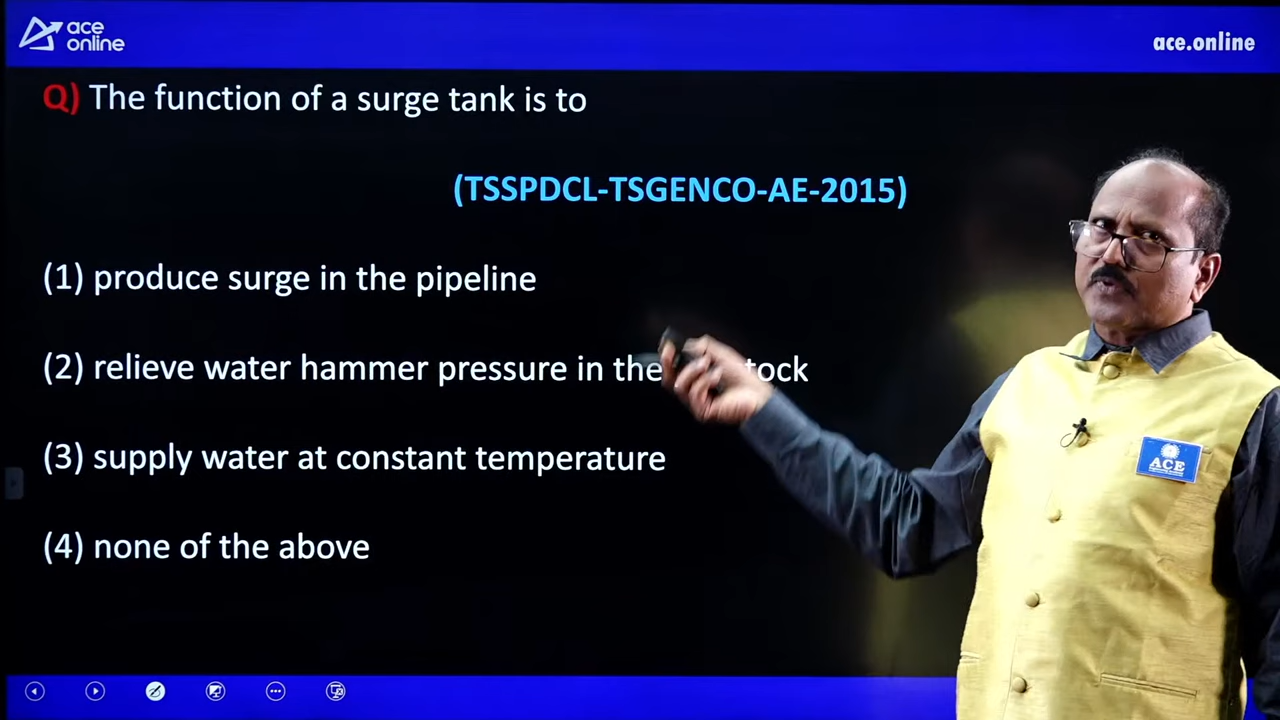 ace
online
ace.online
Q) The function of a surge tank is to
(TSSPDCL-TSGENCO-AE-2015)
(1) produce surge in the pipeline
(2) relieve water hammer pressure in the tock
(3) supply water at constant temperature
(4) none of the above
ACE